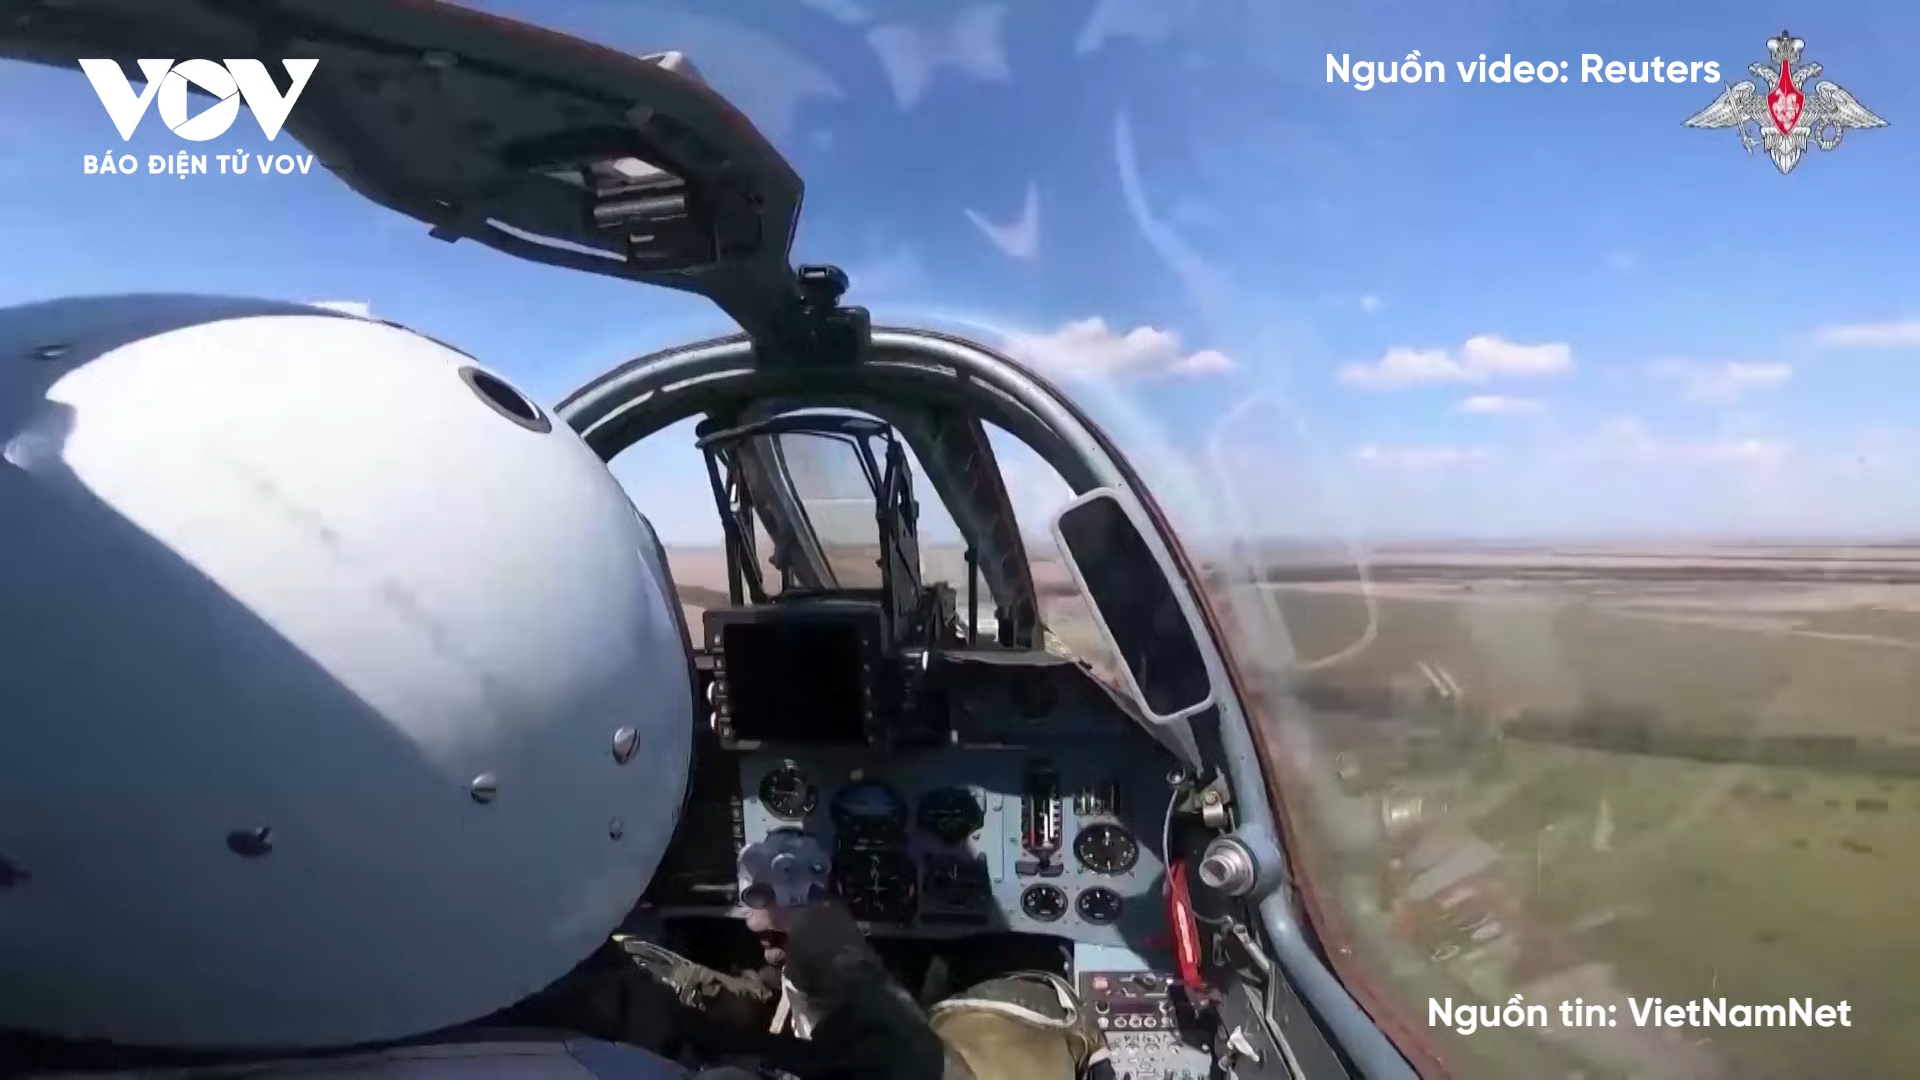 VOV
BÁO ĐIỆN TỬ VOV
Nguồn video: Reuters
Nguồn tin: VietNamNet